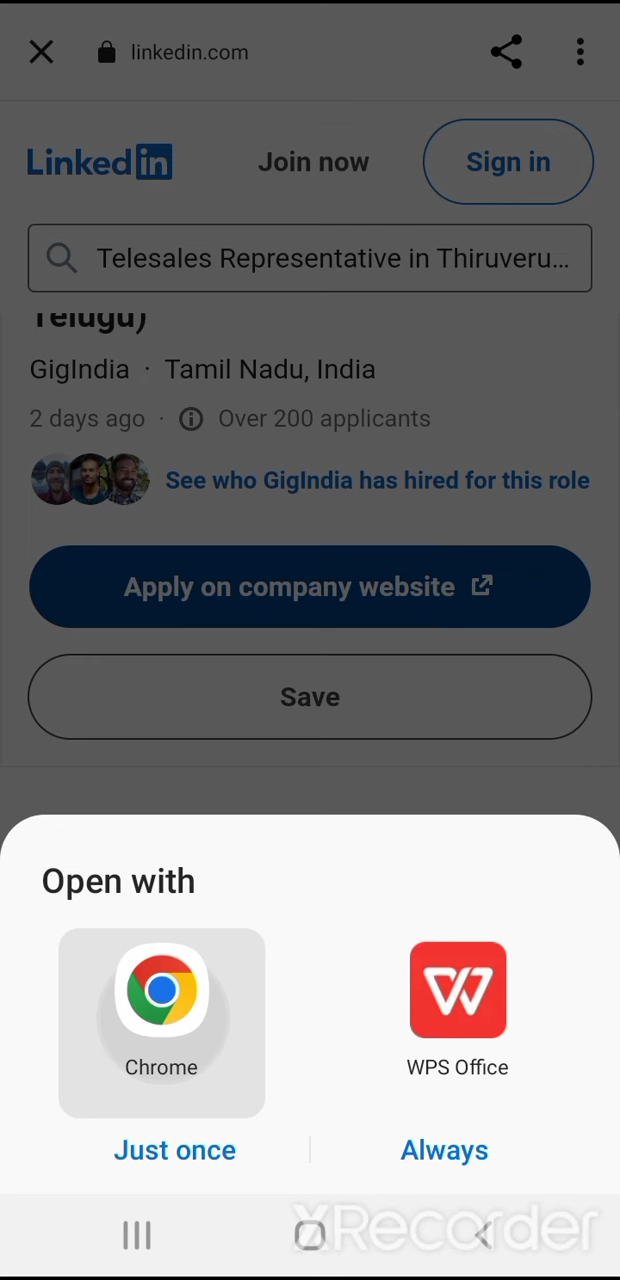 linkedin.com
Linked in
Join now
Sign in
Telesales Representative in Thiruveru...
Telugu)
GigIndia · Tamil Nadu, India
2 days ago · Over 200 applicants
See who GigIndia has hired for this role
Apply on company website
Save
Open with
Chrome
WPS Office
Just once
Always
XRecorder